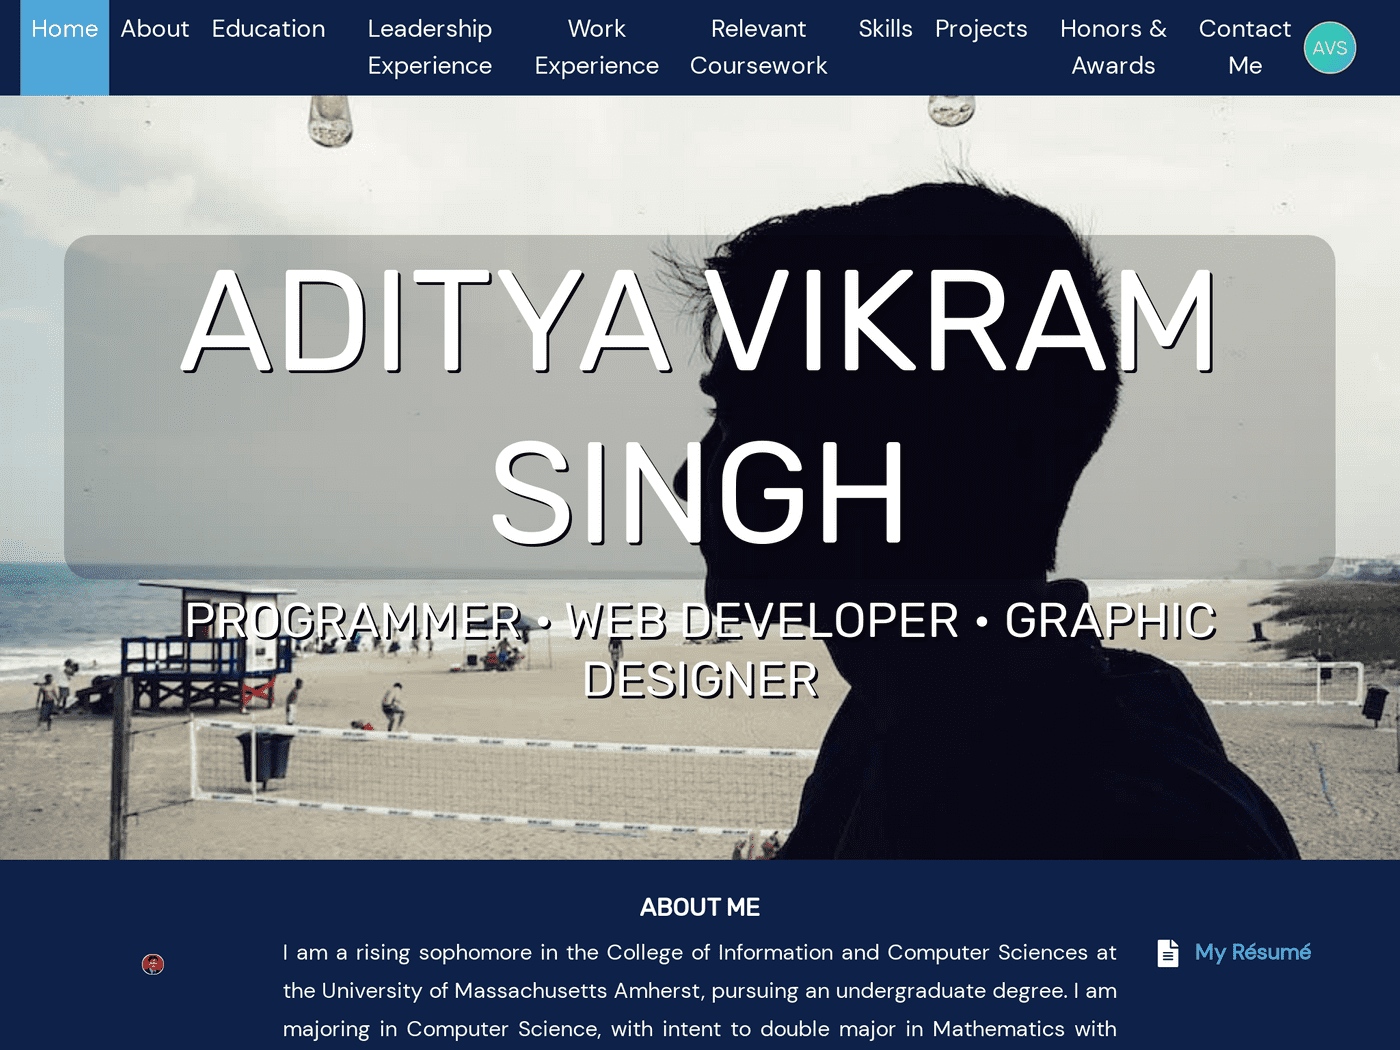 Home About Education Leadership Experience Work Experience Relevant Coursework Skills Projects Honors & Awards Contact Me AVS
ADITYA VIKRAM
SINGH
PROGRAMMER • WEB DEVELOPER • GRAPHIC
DESIGNER
ABOUT ME
I am a rising sophomore in the College of Information and Computer Sciences at
the University of Massachusetts Amherst, pursuing an undergraduate degree. I am
majoring in Computer Science, with intent to double major in Mathematics with
My Résumé